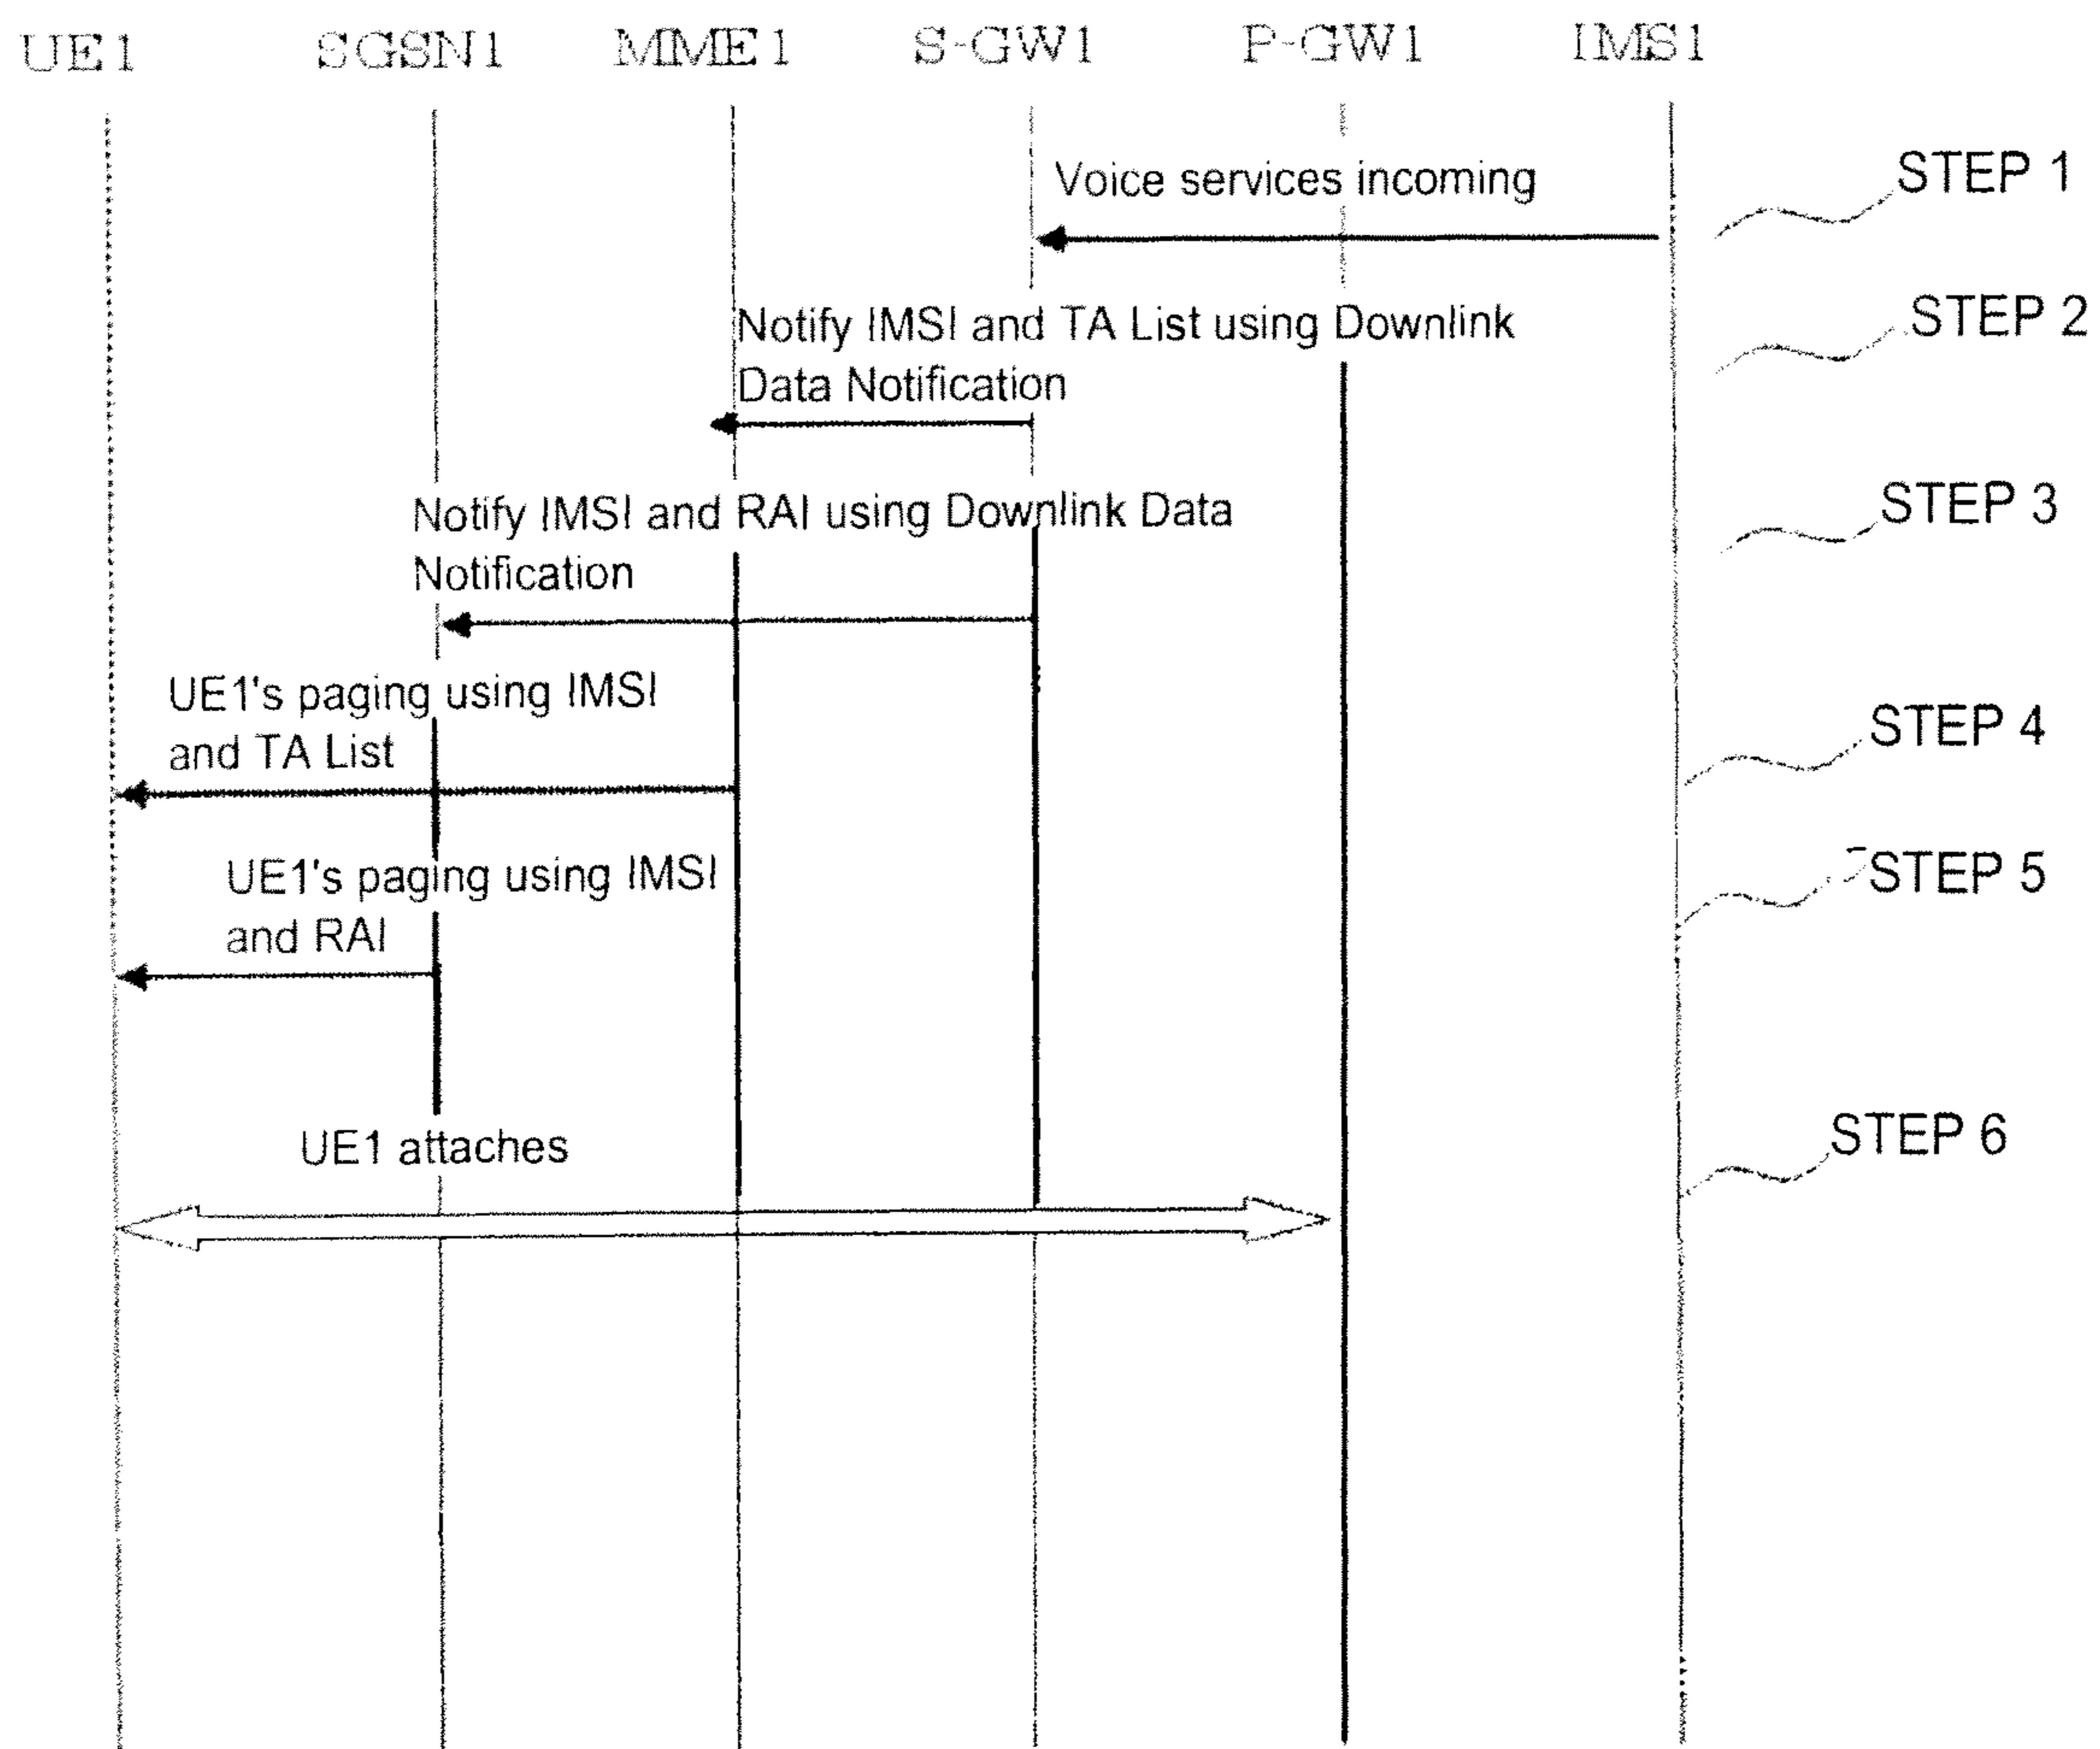 UE1 SGSN1 MME1 S-GW1 P-GW1 IMS1
Voice services incoming
STEP 1
Notify IMSI and TA List using Downlink
Data Notification
STEP 2
Notify IMSI and RAI using Downlink Data
Notification
STEP 3
UE1's paging using IMSI
and TA List
STEP 4
UE1's paging using IMSI
and RAI
STEP 5
UE1 attaches
STEP 6